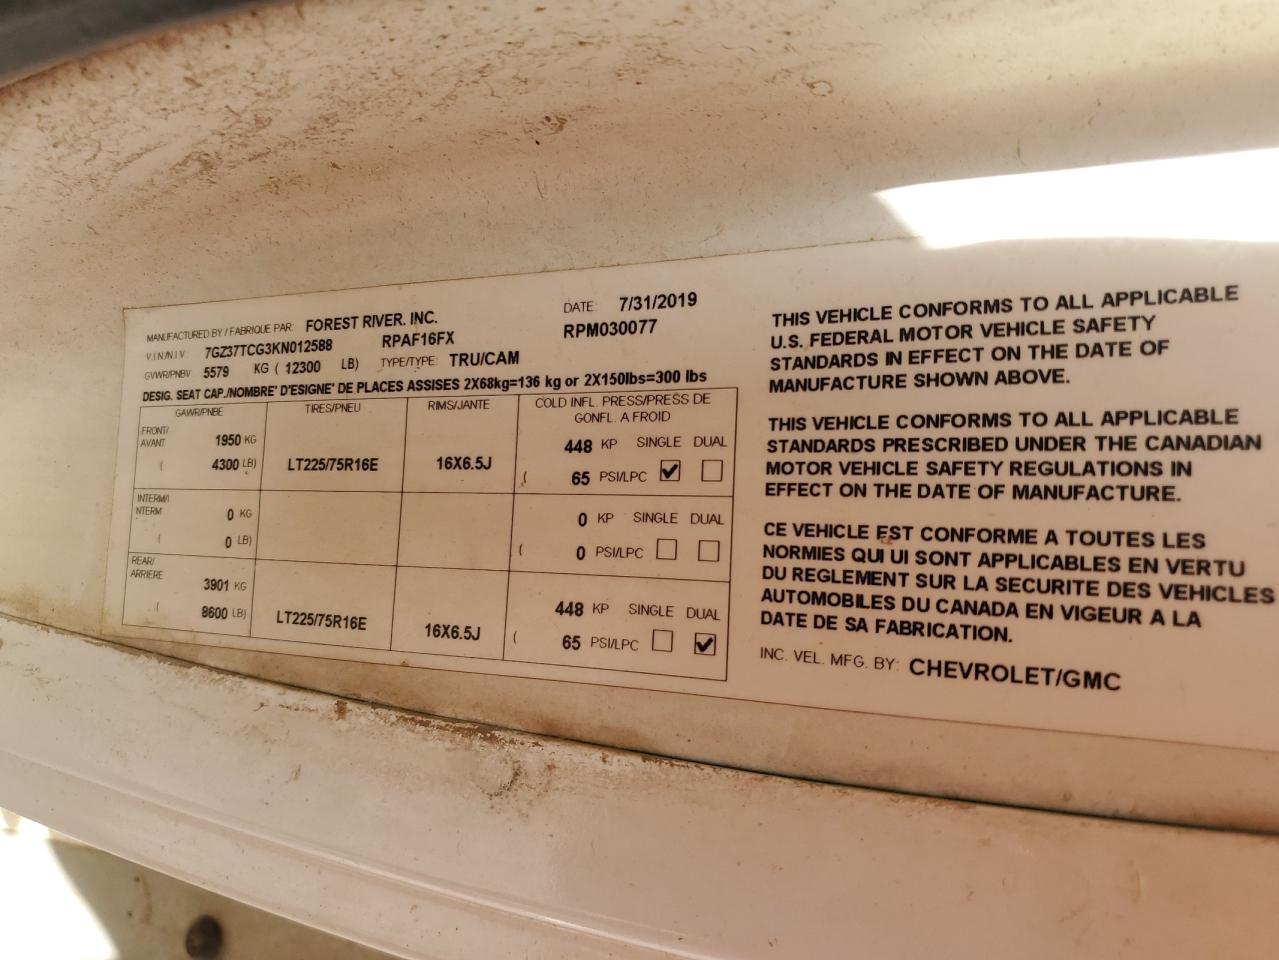 MANUFACTURED BY / FABRIQUE PAR: FOREST RIVER. INC. DATE: 7/31/2019
V.I.N/N.I.V. 7GZ37TCG3KN012588 RPAF16FX RPM030077
GVWR/PNBV 5579 KG ( 12300 LB) TYPE/TYPE: TRU/CAM
DESIG. SEAT CAP./NOMBRE' D'ESIGNE' DE PLACES ASSISES 2X68kg=136 kg or 2X150lbs=300 lbs
GAWR/PNBE TIRES/PNEU RIMS/JANTE COLD INFL. PRESS/PRESS DE
GONFL. A FROID
FRONT/
AVANT 1950 KG 448 KP SINGLE DUAL
( 4300 LB) LT225/75R16E 16X6.5J ( 65 PSI/LPC
INTERM/I
NTERM 0 KG 0 KP SINGLE DUAL
( 0 LB) ( 0 PSI/LPC
REAR/
ARRIERE 3901 KG 448 KP SINGLE DUAL
( 8600 LB) LT225/75R16E 16X6.5J ( 65 PSI/LPC
THIS VEHICLE CONFORMS TO ALL APPLICABLE
U.S. FEDERAL MOTOR VEHICLE SAFETY
STANDARDS IN EFFECT ON THE DATE OF
MANUFACTURE SHOWN ABOVE.
THIS VEHICLE CONFORMS TO ALL APPLICABLE
STANDARDS PRESCRIBED UNDER THE CANADIAN
MOTOR VEHICLE SAFETY REGULATIONS IN
EFFECT ON THE DATE OF MANUFACTURE.
CE VEHICLE EST CONFORME A TOUTES LES
NORMIES QUI UI SONT APPLICABLES EN VERTU
DU REGLEMENT SUR LA SECURITE DES VEHICLES
AUTOMOBILES DU CANADA EN VIGEUR A LA
DATE DE SA FABRICATION.
INC. VEL. MFG. BY: CHEVROLET/GMC